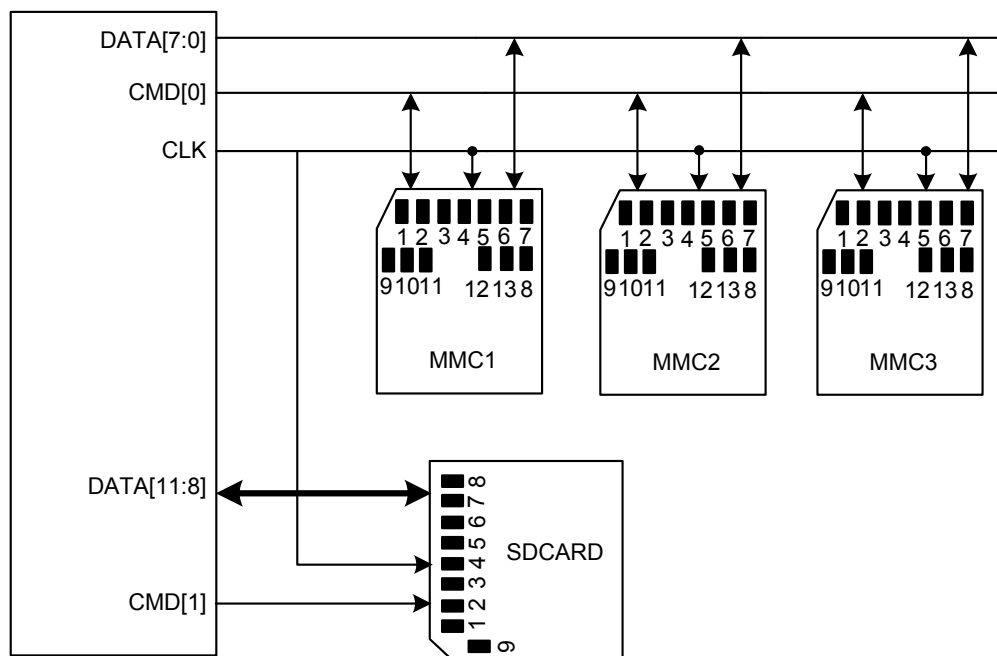 DATA[7:0]
CMD[0]
CLK
1 2 3 4 5 6 7
9 10 11 12 13 8
MMC1
1 2 3 4 5 6 7
9 10 11 12 13 8
MMC2
1 2 3 4 5 6 7
9 10 11 12 13 8
MMC3
DATA[11:8]
CMD[1]
8
7
6
5
4
3
2
1
9
SDCARD